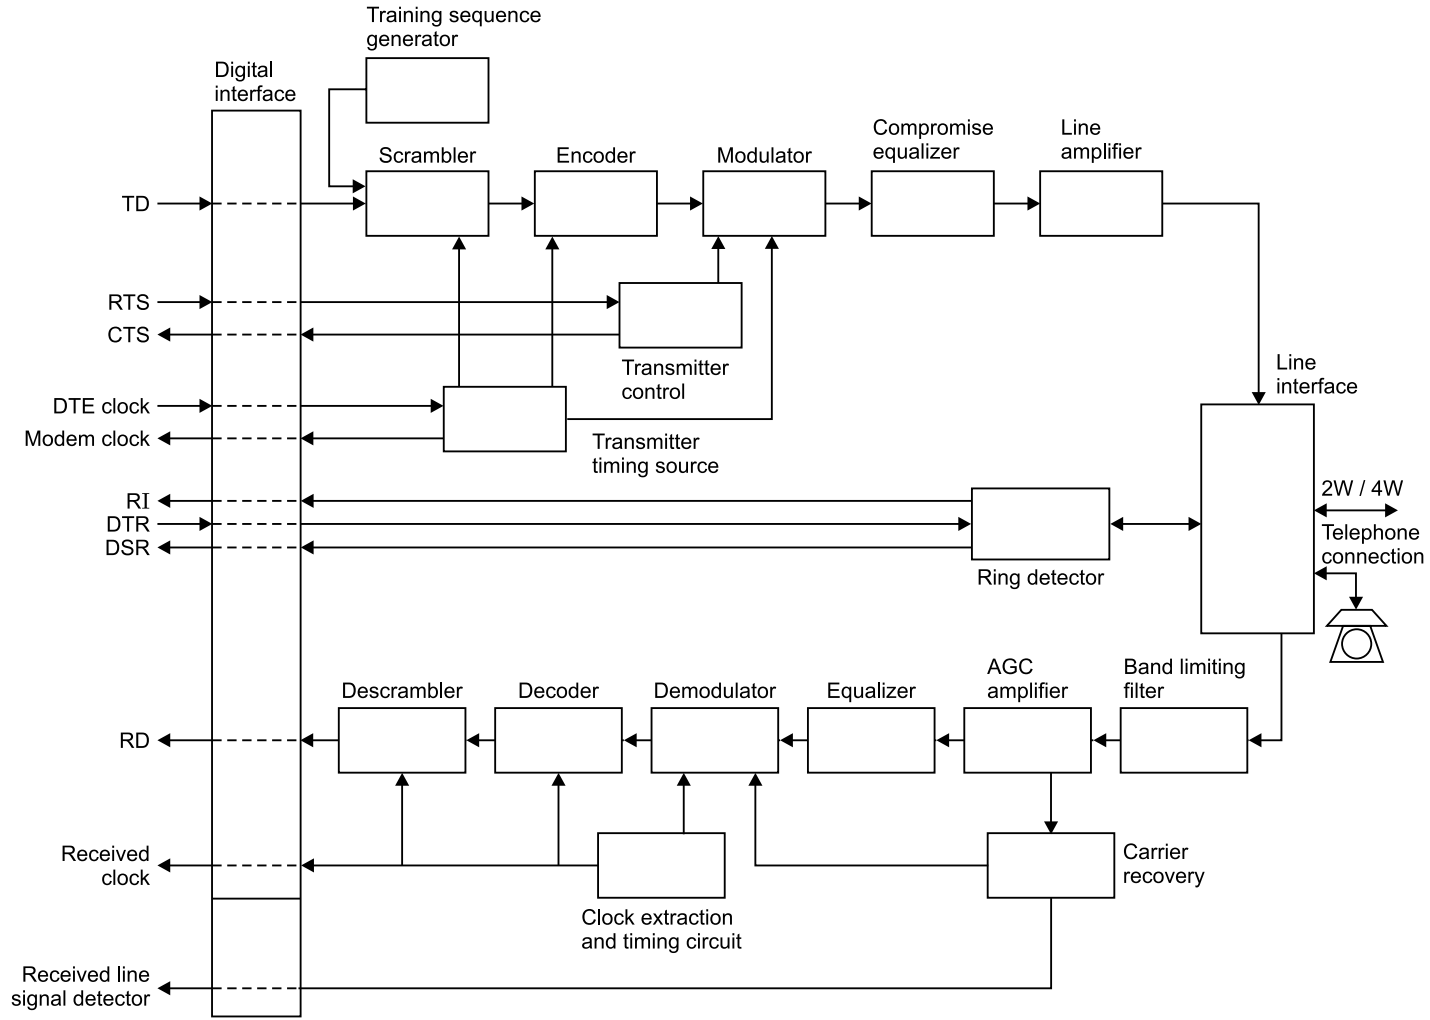 Training sequence
generator
Digital
interface
Scrambler
Encoder
Modulator
Compromise
equalizer
Line
amplifier
TD
RTS
CTS
Transmitter
control
Line
interface
DTE clock
Modem clock
Transmitter
timing source
RI
DTR
DSR
Ring detector
2W / 4W
Telephone
connection
Descrambler
Decoder
Demodulator
Equalizer
AGC
amplifier
Band limiting
filter
RD
Received
clock
Clock extraction
and timing circuit
Carrier
recovery
Received line
signal detector